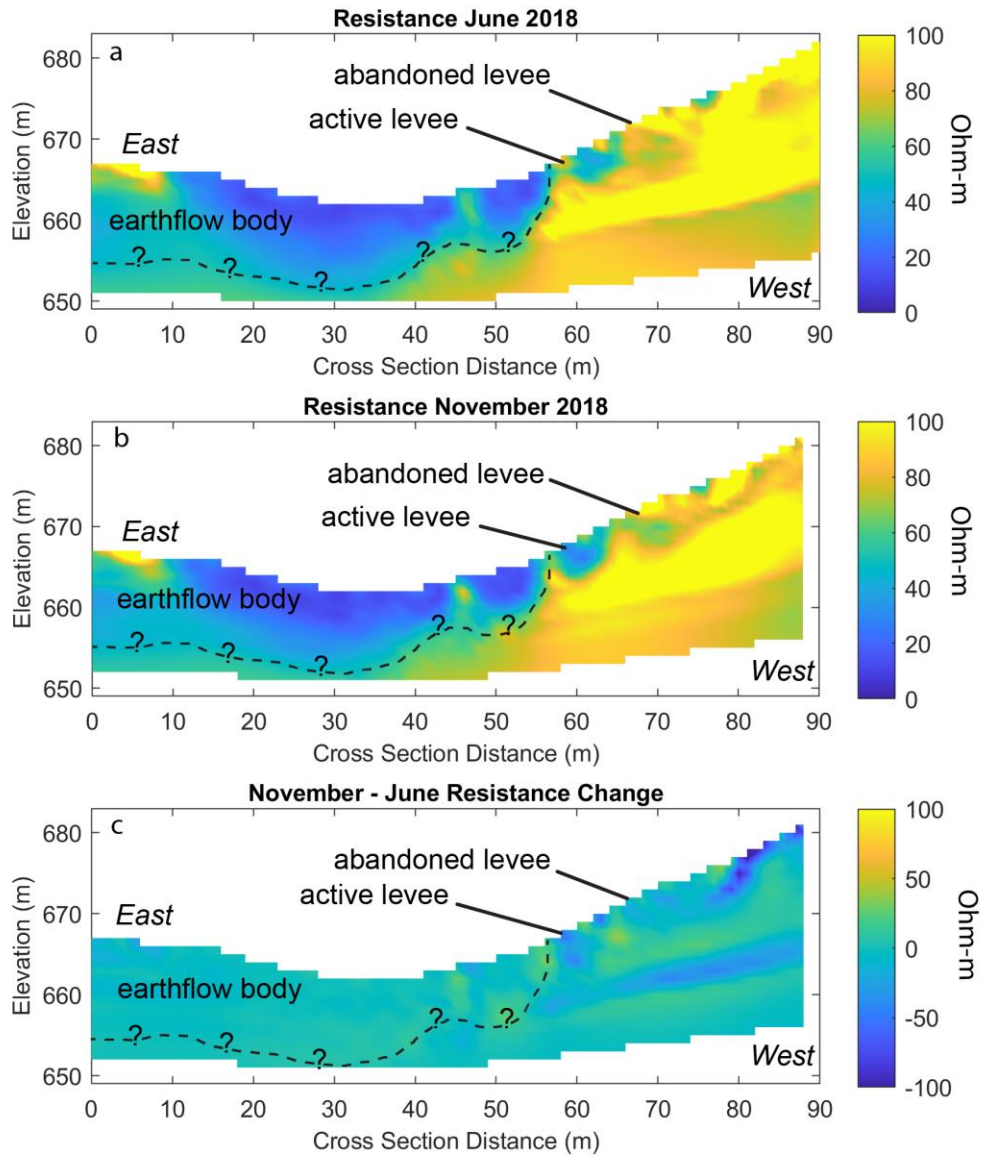 Resistance June 2018
a
abandoned levee
active levee
East
earthflow body
? ? ? ? ?
West
Elevation (m)
680
670
660
650
0 10 20 30 40 50 60 70 80 90
Cross Section Distance (m)
100
80
60
40
20
0
Ohm-m
Resistance November 2018
b
abandoned levee
active levee
East
earthflow body
? ? ? ? ?
West
Elevation (m)
680
670
660
650
0 10 20 30 40 50 60 70 80 90
Cross Section Distance (m)
100
80
60
40
20
0
Ohm-m
November - June Resistance Change
c
abandoned levee
active levee
East
earthflow body
? ? ? ? ?
West
Elevation (m)
680
670
660
650
0 10 20 30 40 50 60 70 80 90
Cross Section Distance (m)
100
50
0
-50
-100
Ohm-m